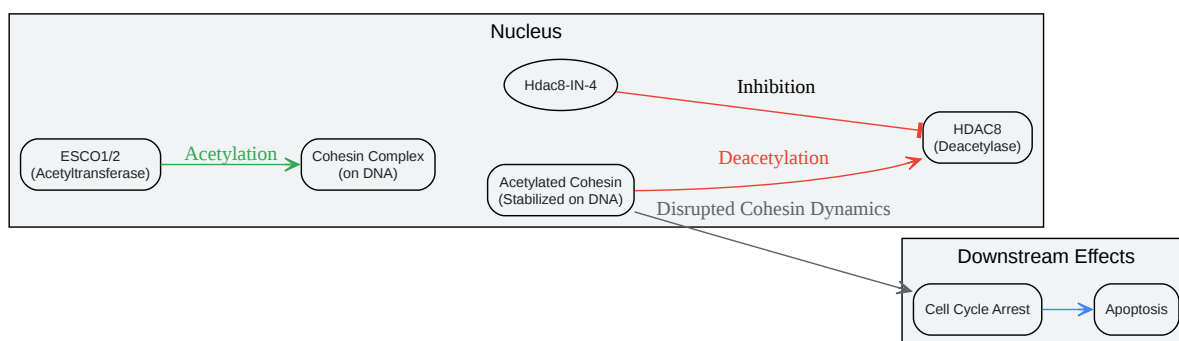 Nucleus
Hdac8-IN-4
Inhibition
HDAC8
(Deacetylase)
ESCO1/2
(Acetyltransferase)
Acetylation
Cohesin Complex
(on DNA)
Deacetylation
Acetylated Cohesin
(Stabilized on DNA)
Disrupted Cohesin Dynamics
Downstream Effects
Cell Cycle Arrest
Apoptosis